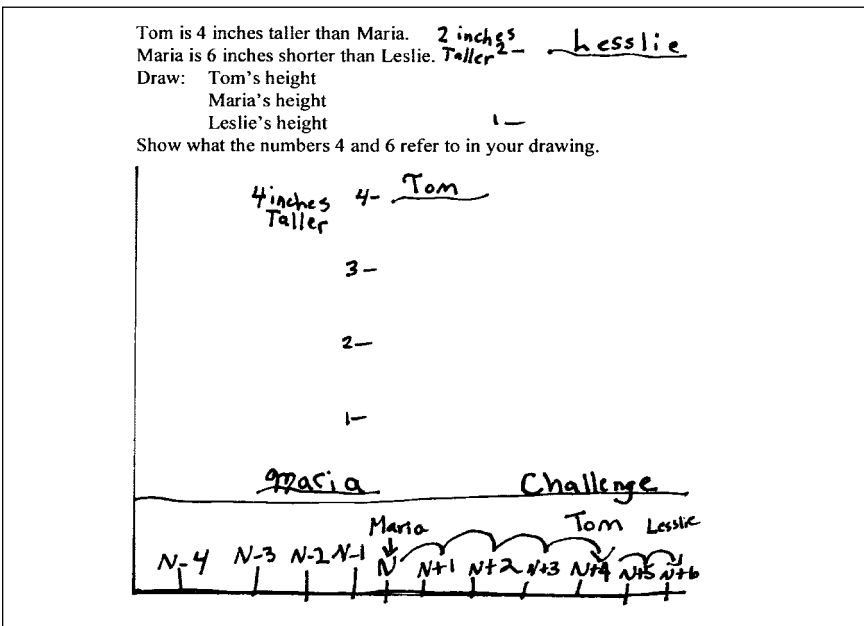 Tom is 4 inches taller than Maria. 2 inches
Maria is 6 inches shorter than Leslie. Taller 2– Lesslie
Draw: Tom's height
Maria's height
Leslie's height 1–
Show what the numbers 4 and 6 refer to in your drawing.
4 inches 4– Tom
Taller
3–
2–
1–
Maria Challenge
Maria Tom Lesslie
N-4 N-3 N-2 N-1 N N+1 N+2 N+3 N+4 N+5 N+6